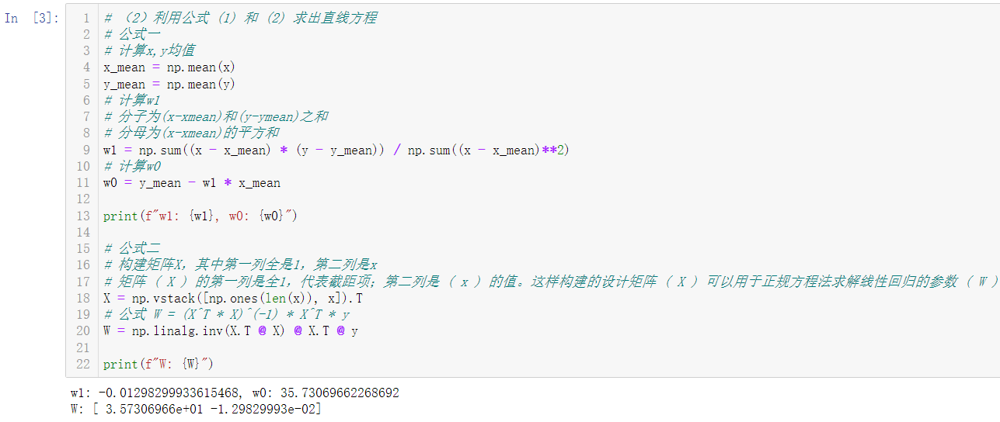 In [3]:
1 # （2）利用公式 (1) 和 (2) 求出直线方程
2 # 公式一
3 # 计算x,y均值
4 x_mean = np.mean(x)
5 y_mean = np.mean(y)
6 # 计算w1
7 # 分子为(x-xmean)和(y-ymean)之和
8 # 分母为(x-xmean)的平方和
9 w1 = np.sum((x - x_mean) * (y - y_mean)) / np.sum((x - x_mean)**2)
10 # 计算w0
11 w0 = y_mean - w1 * x_mean
12
13 print(f"w1: {w1}, w0: {w0}")
14
15 # 公式二
16 # 构建矩阵X，其中第一列全是1，第二列是x
17 # 矩阵 ( X ) 的第一列是全1，代表截距项；第二列是 ( x ) 的值。这样构建的设计矩阵 ( X ) 可以用于正规方程法求解线性回归的参数 ( W )
18 X = np.vstack([np.ones(len(x)), x]).T
19 # 公式 W = (X^T * X)^(-1) * X^T * y
20 W = np.linalg.inv(X.T @ X) @ X.T @ y
21
22 print(f"W: {W}")
w1: -0.01298299933615468, w0: 35.73069662268692
W: [ 3.57306966e+01 -1.29829993e-02]